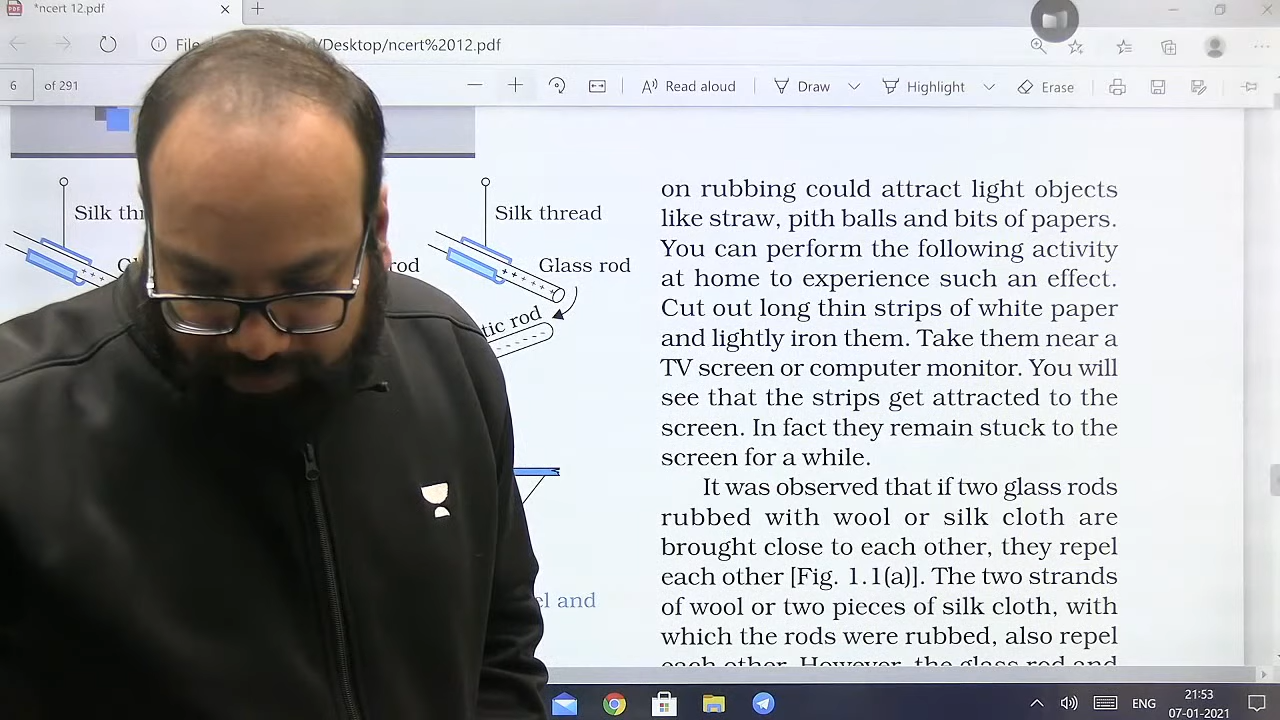 *ncert 12.pdf
File
/Desktop/ncert%2012.pdf
6 of 291
Read aloud
Draw
Highlight
Erase
Silk
Silk thread
rod
Glass rod
rod
on rubbing could attract light objects
like straw, pith balls and bits of papers.
You can perform the following activity
at home to experience such an effect.
Cut out long thin strips of white paper
and lightly iron them. Take them near a
TV screen or computer monitor. You will
see that the strips get attracted to the
screen. In fact they remain stuck to the
screen for a while.
It was observed that if two glass rods
rubbed with wool or silk cloth are
brought close to each other, they repel
each other [Fig. 1.1(a)]. The two strands
of wool or two pieces of silk cloth, with
which the rods were rubbed, also repel
each other. However, the glass rod and
and
ENG
21:53
07-01-2021